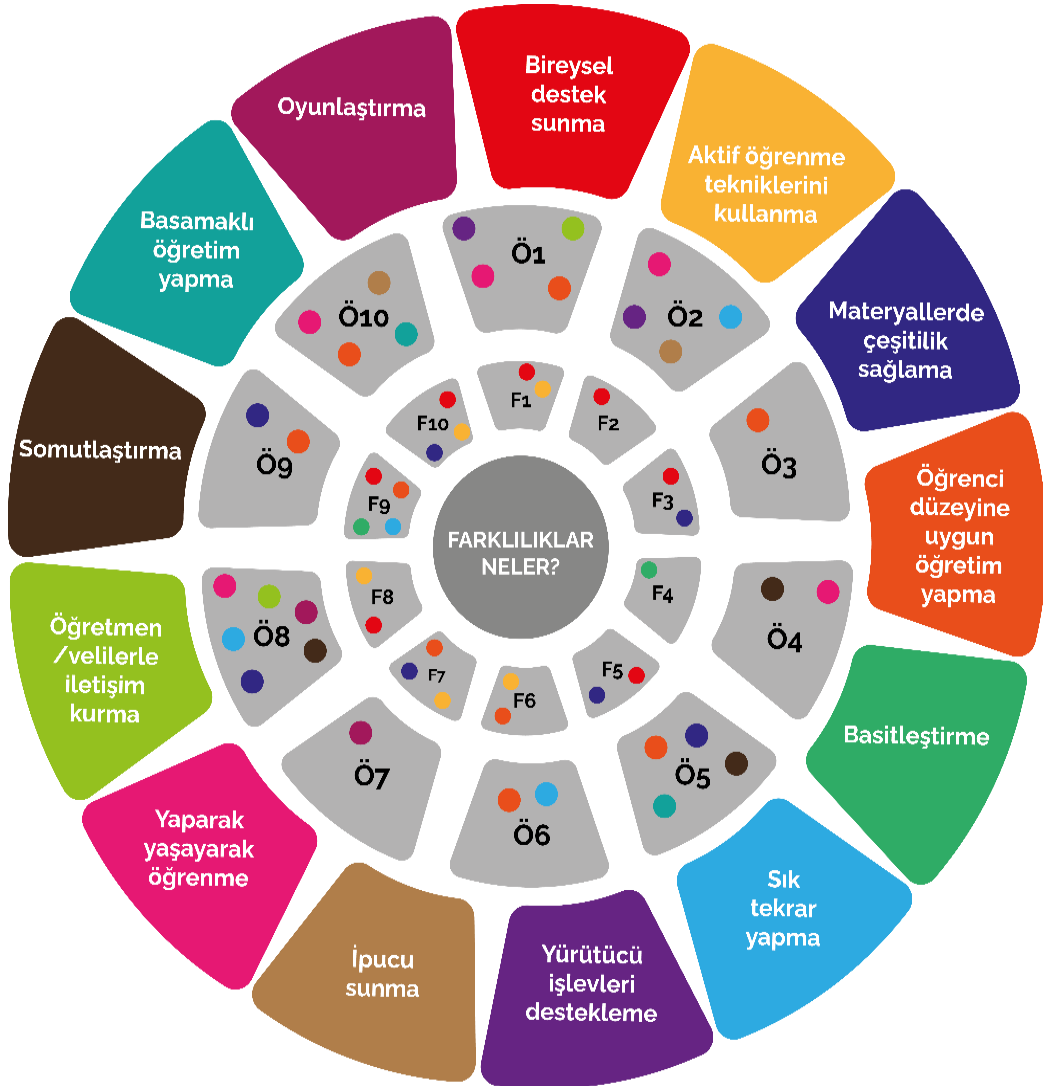 Bireysel
destek
sunma
Aktif öğrenme
tekniklerini
kullanma
Materyallerde
çeşitilik
sağlama
Öğrenci
düzeyine
uygun
öğretim
yapma
Basitleştirme
Sık
tekrar
yapma
Yürütücü
işlevleri
destekleme
İpucu
sunma
Yaparak
yaşayarak
öğrenme
Öğretmen
/velilerle
iletişim
kurma
Somutlaştırma
Basamaklı
öğretim
yapma
Oyunlaştırma
Ö1
Ö2
Ö3
Ö4
Ö5
Ö6
Ö7
Ö8
Ö9
Ö10
F1
F2
F3
F4
F5
F6
F7
F8
F9
F10
FARKLILIKLAR
NELER?